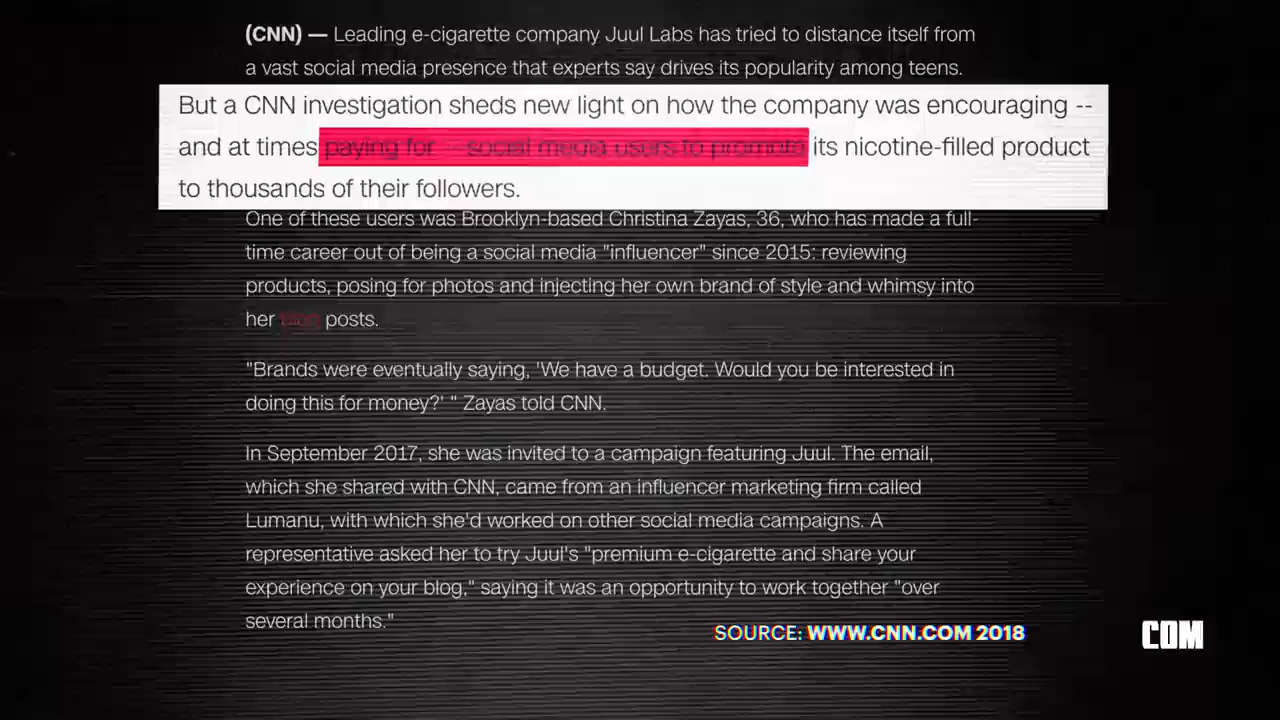 (CNN) — Leading e-cigarette company Juul Labs has tried to distance itself from
a vast social media presence that experts say drives its popularity among teens.
But a CNN investigation sheds new light on how the company was encouraging --
and at times paying for -- social media users to promote its nicotine-filled product
to thousands of their followers.
One of these users was Brooklyn-based Christina Zayas, 36, who has made a full-
time career out of being a social media "influencer" since 2015: reviewing
products, posing for photos and injecting her own brand of style and whimsy into
her blog posts.
"Brands were eventually saying, 'We have a budget. Would you be interested in
doing this for money?' " Zayas told CNN.
In September 2017, she was invited to a campaign featuring Juul. The email,
which she shared with CNN, came from an influencer marketing firm called
Lumanu, with which she'd worked on other social media campaigns. A
representative asked her to try Juul's "premium e-cigarette and share your
experience on your blog," saying it was an opportunity to work together "over
several months."
SOURCE: WWW.CNN.COM 2018
COM